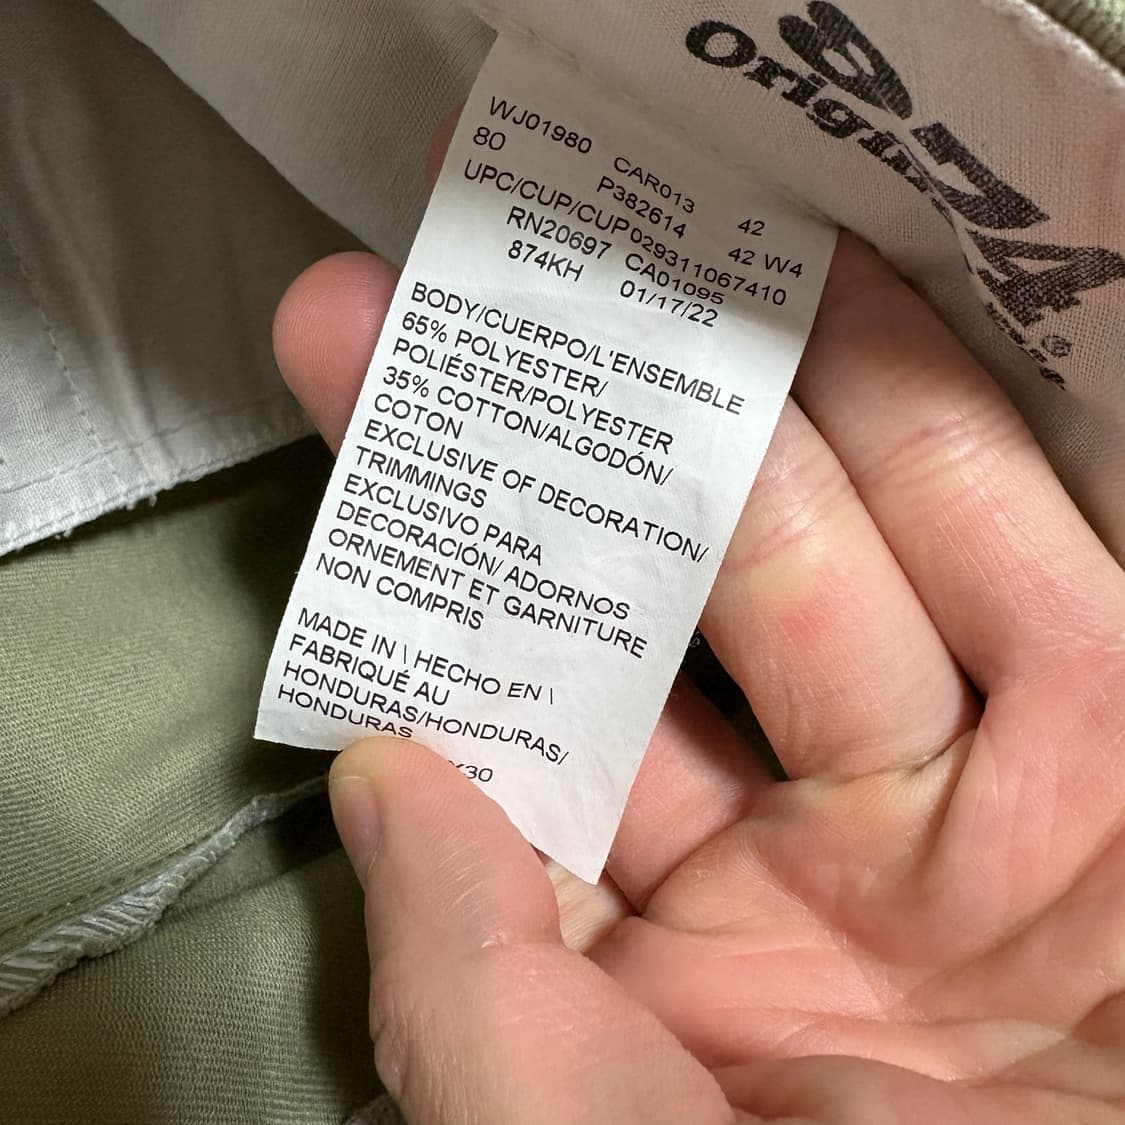 Original
874
WJ01980 CAR013 42
80 P382614 42 W4
UPC/CUP/CUP 029311067410
RN20697 CA01095
874KH 01/17/22
BODY/CUERPO/L'ENSEMBLE
65% POLYESTER/
POLIÉSTER/POLYESTER
35% COTTON/ALGODÓN/
COTON
EXCLUSIVE OF DECORATION/
TRIMMINGS
EXCLUSIVO PARA
DECORACIÓN/ ADORNOS
ORNEMENT ET GARNITURE
NON COMPRIS
MADE IN \ HECHO EN \
FABRIQUÉ AU
HONDURAS/HONDURAS/
HONDURAS
x30